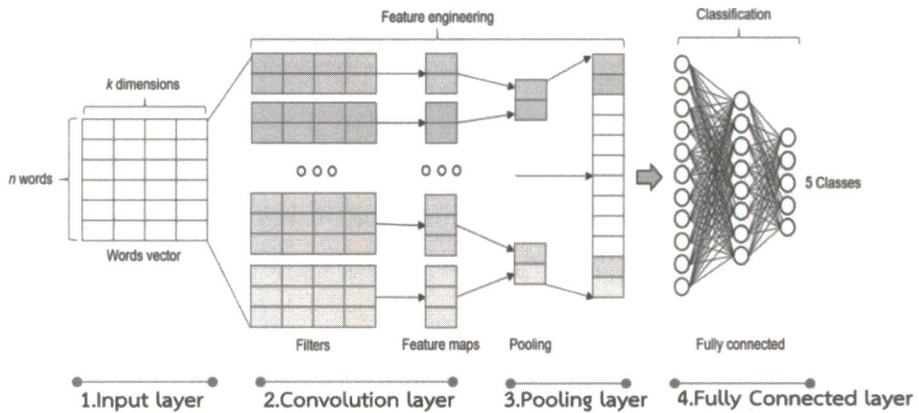 Feature engineering
Classification
k dimensions
n words
Words vector
5 Classes
Filters
Feature maps
Pooling
Fully connected
1.Input layer
2.Convolution layer
3.Pooling layer
4.Fully Connected layer